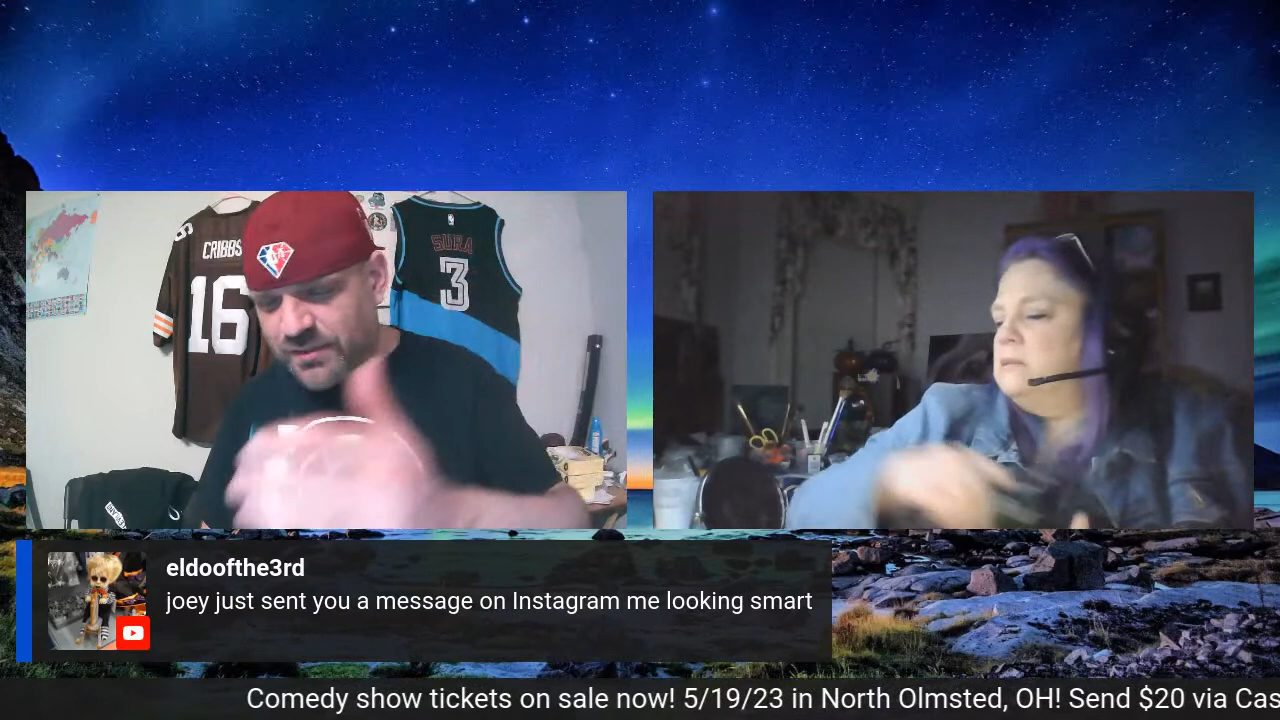 CRIBBS
16
SURA
3
eldoofthe3rd
joey just sent you a message on Instagram me looking smart
Comedy show tickets on sale now! 5/19/23 in North Olmsted, OH! Send $20 via Cas